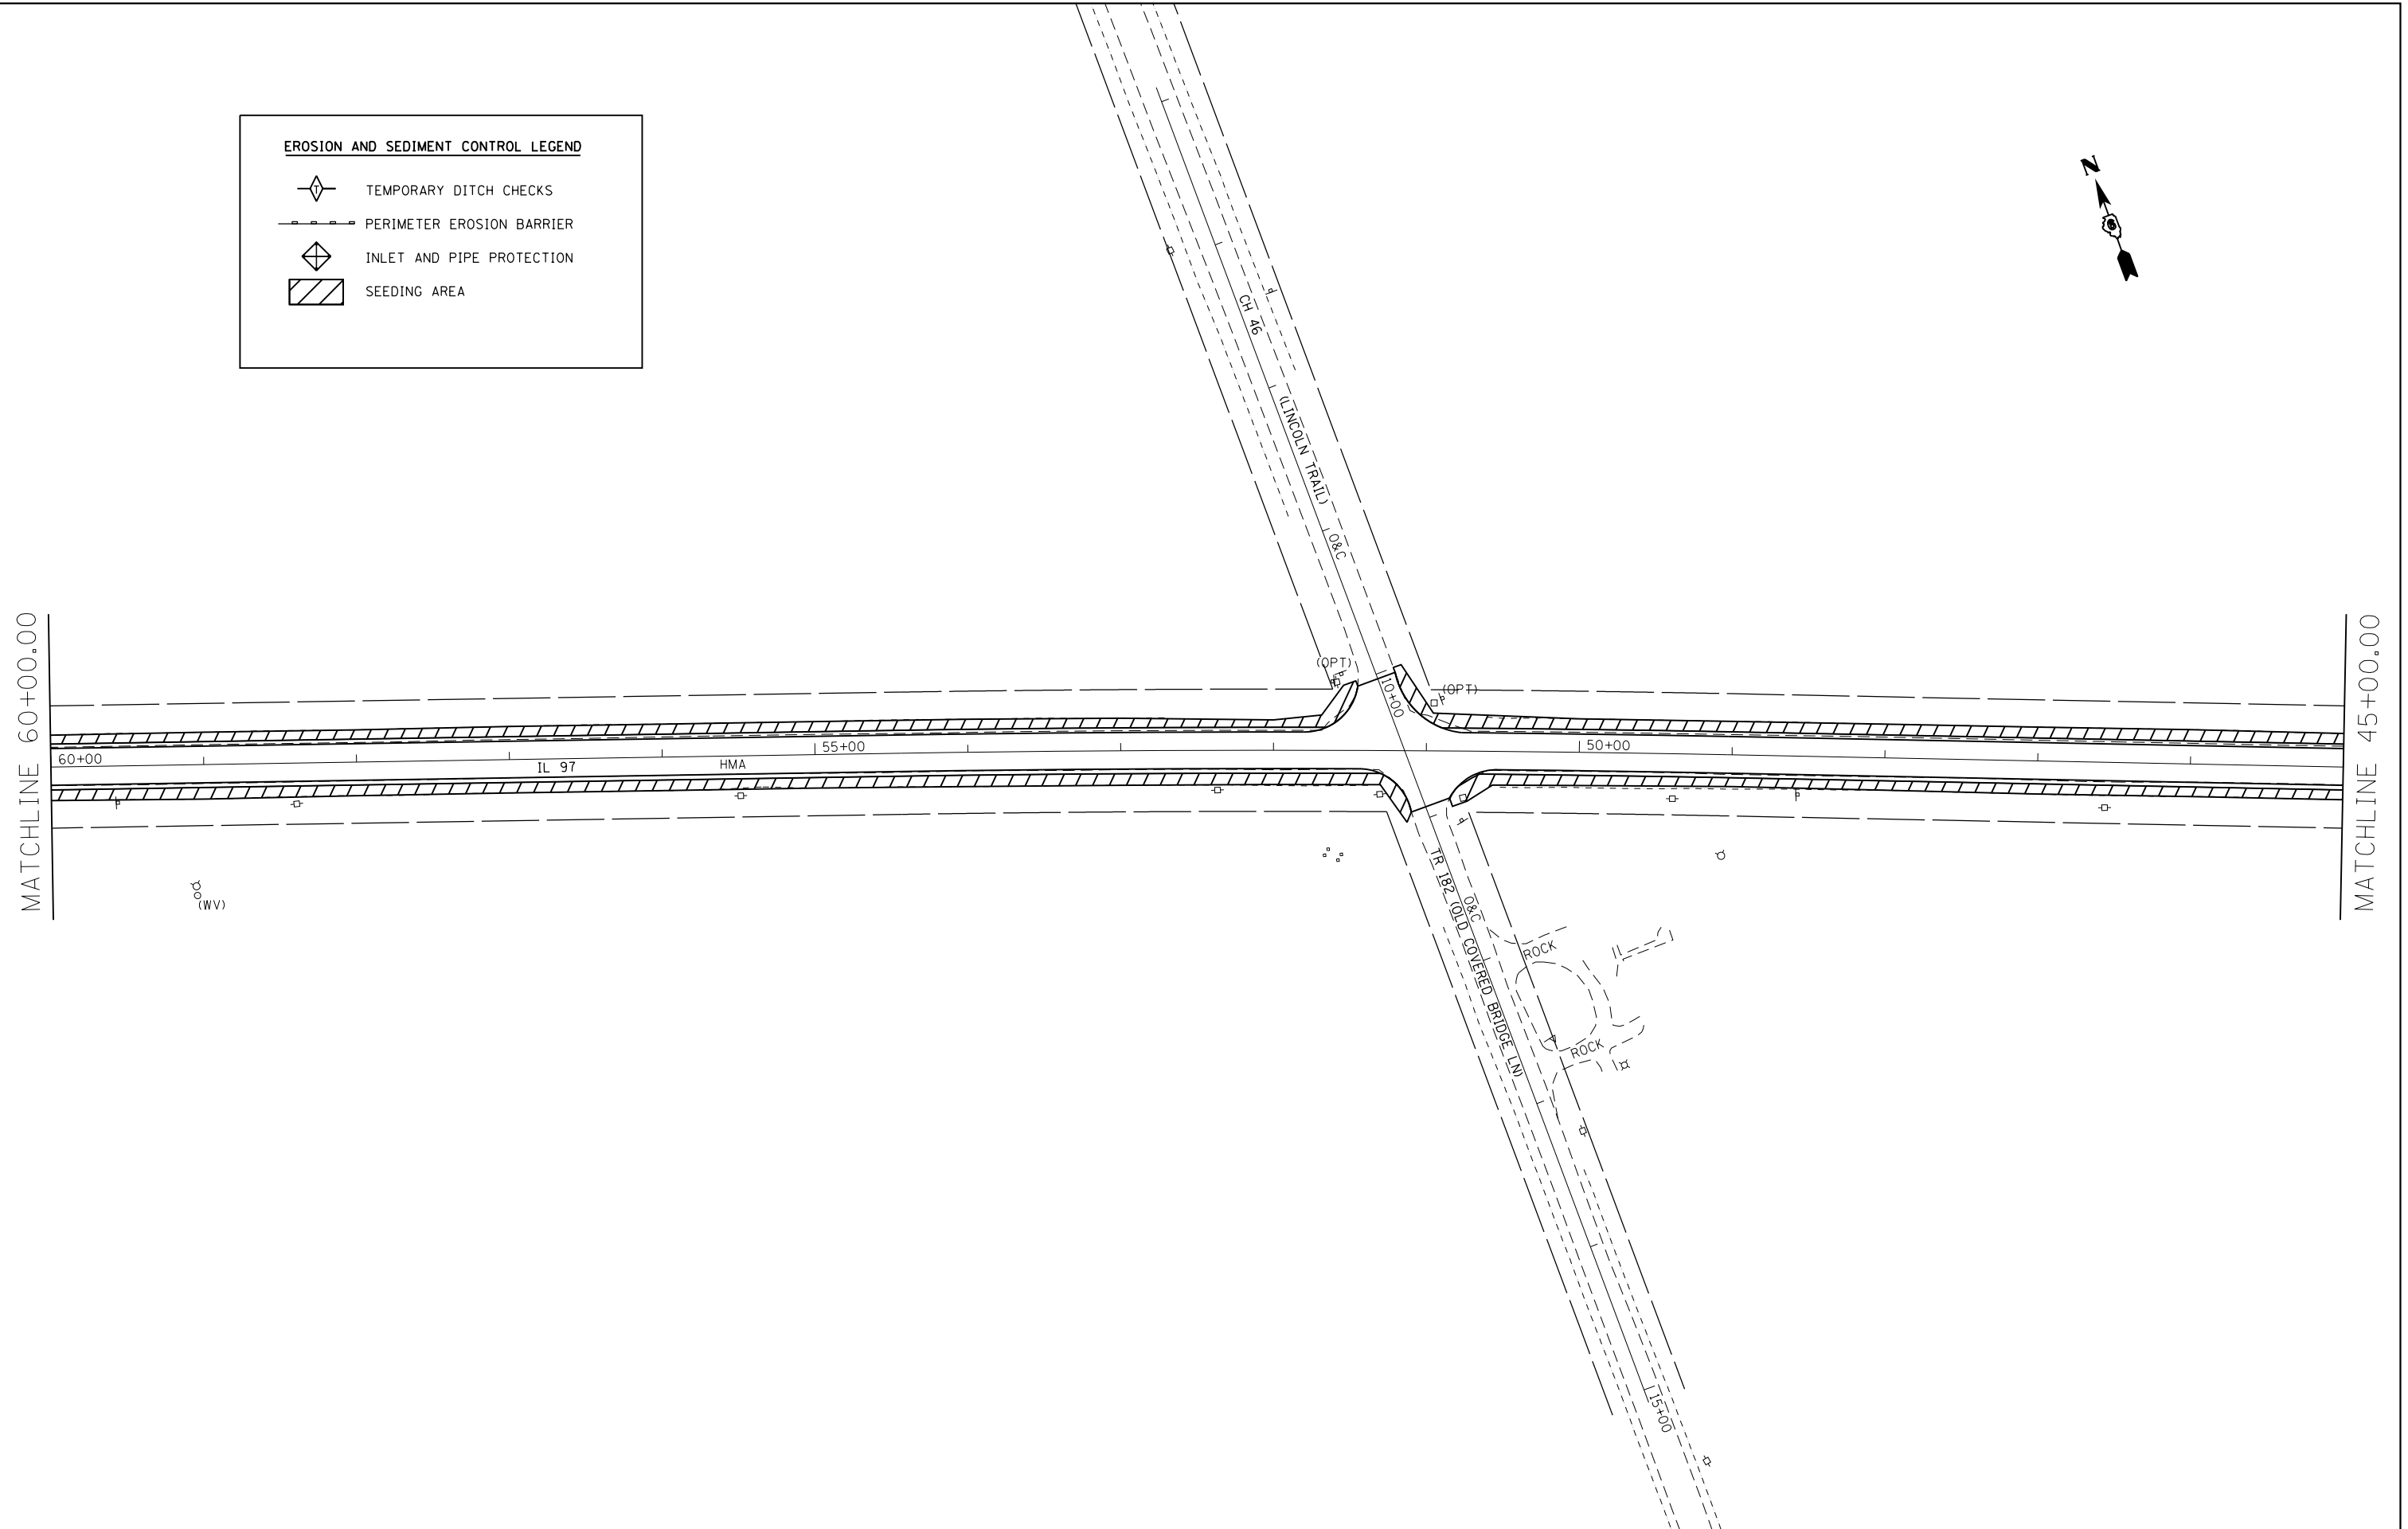 EROSION AND SEDIMENT CONTROL LEGEND
T
TEMPORARY DITCH CHECKS
PERIMETER EROSION BARRIER
INLET AND PIPE PROTECTION
SEEDING AREA
N
CH 46
(LINCOLN TRAIL)
O&C
MATCHLINE 60+00.00
MATCHLINE 45+00.00
(OPT)
(OPT)
10+00
60+00
55+00
50+00
IL 97
HMA
(WV)
TR 182 (OLD COVERED BRIDGE LN)
O&C
ROCK
ROCK
15+00